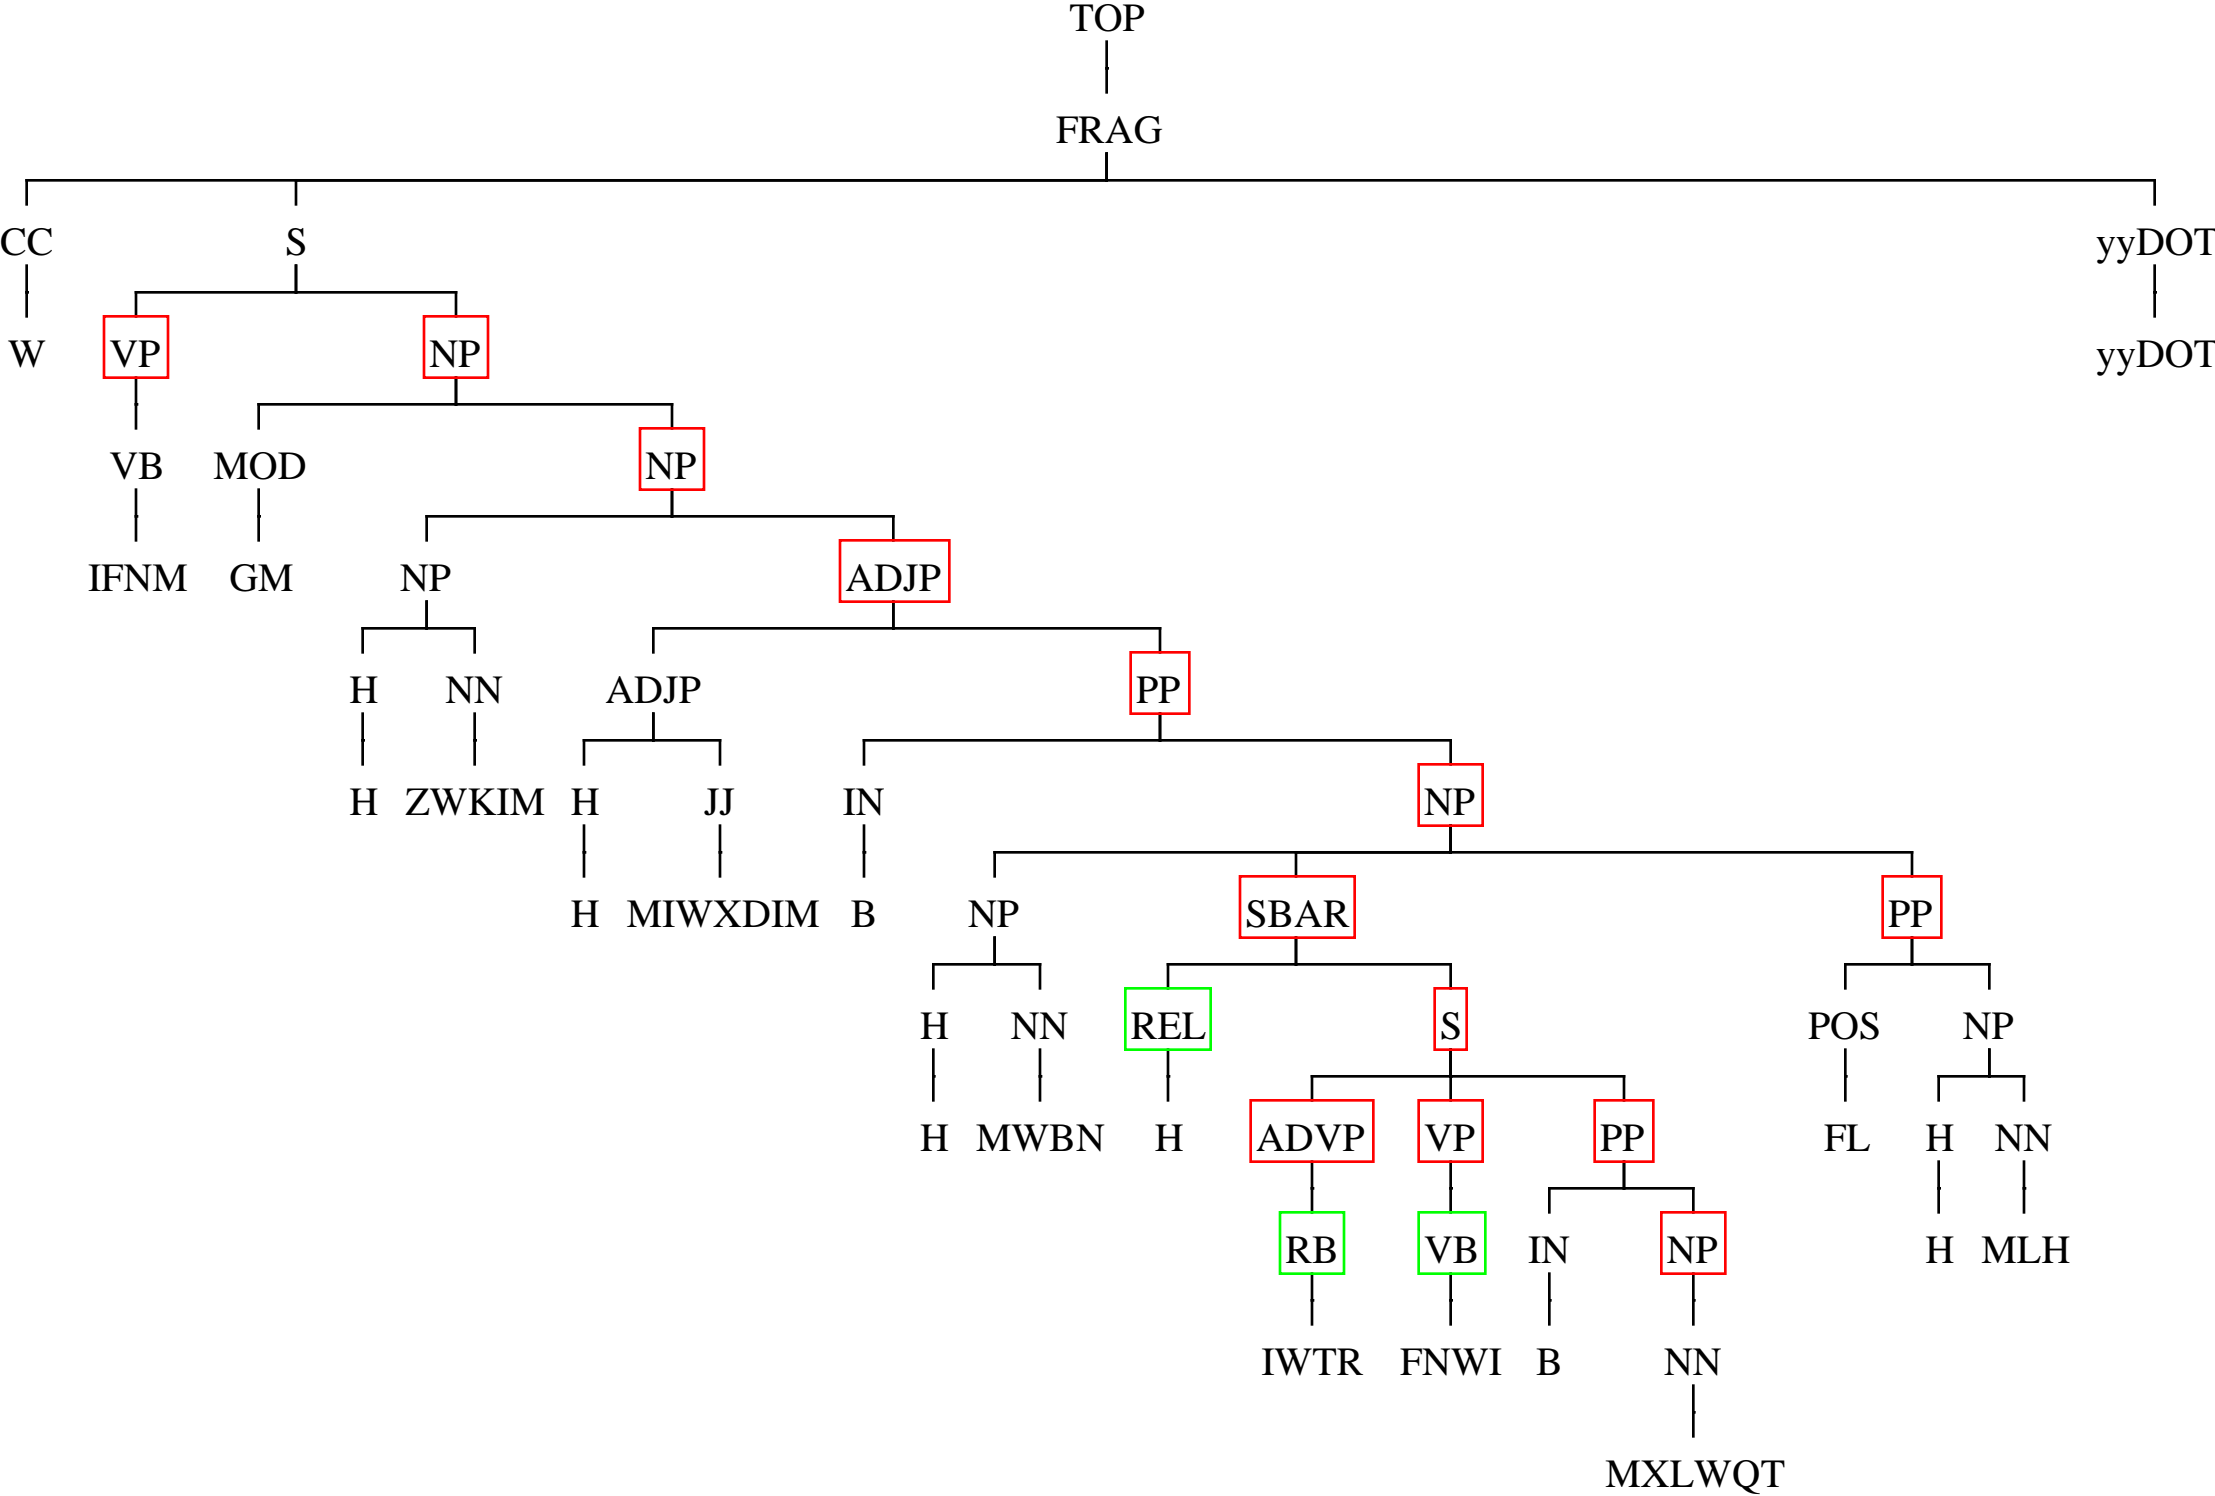 TOP
FRAG
CC S yyDOT
W VP NP yyDOT
VB MOD NP
IFNM GM NP ADJP
H NN ADJP PP
H ZWKIM H JJ IN NP
H MIWXDIM B NP SBAR PP
H NN REL S POS NP
H MWBN H ADVP VP PP FL H NN
RB VB IN NP H MLH
IWTR FNWI B NN
MXLWQT